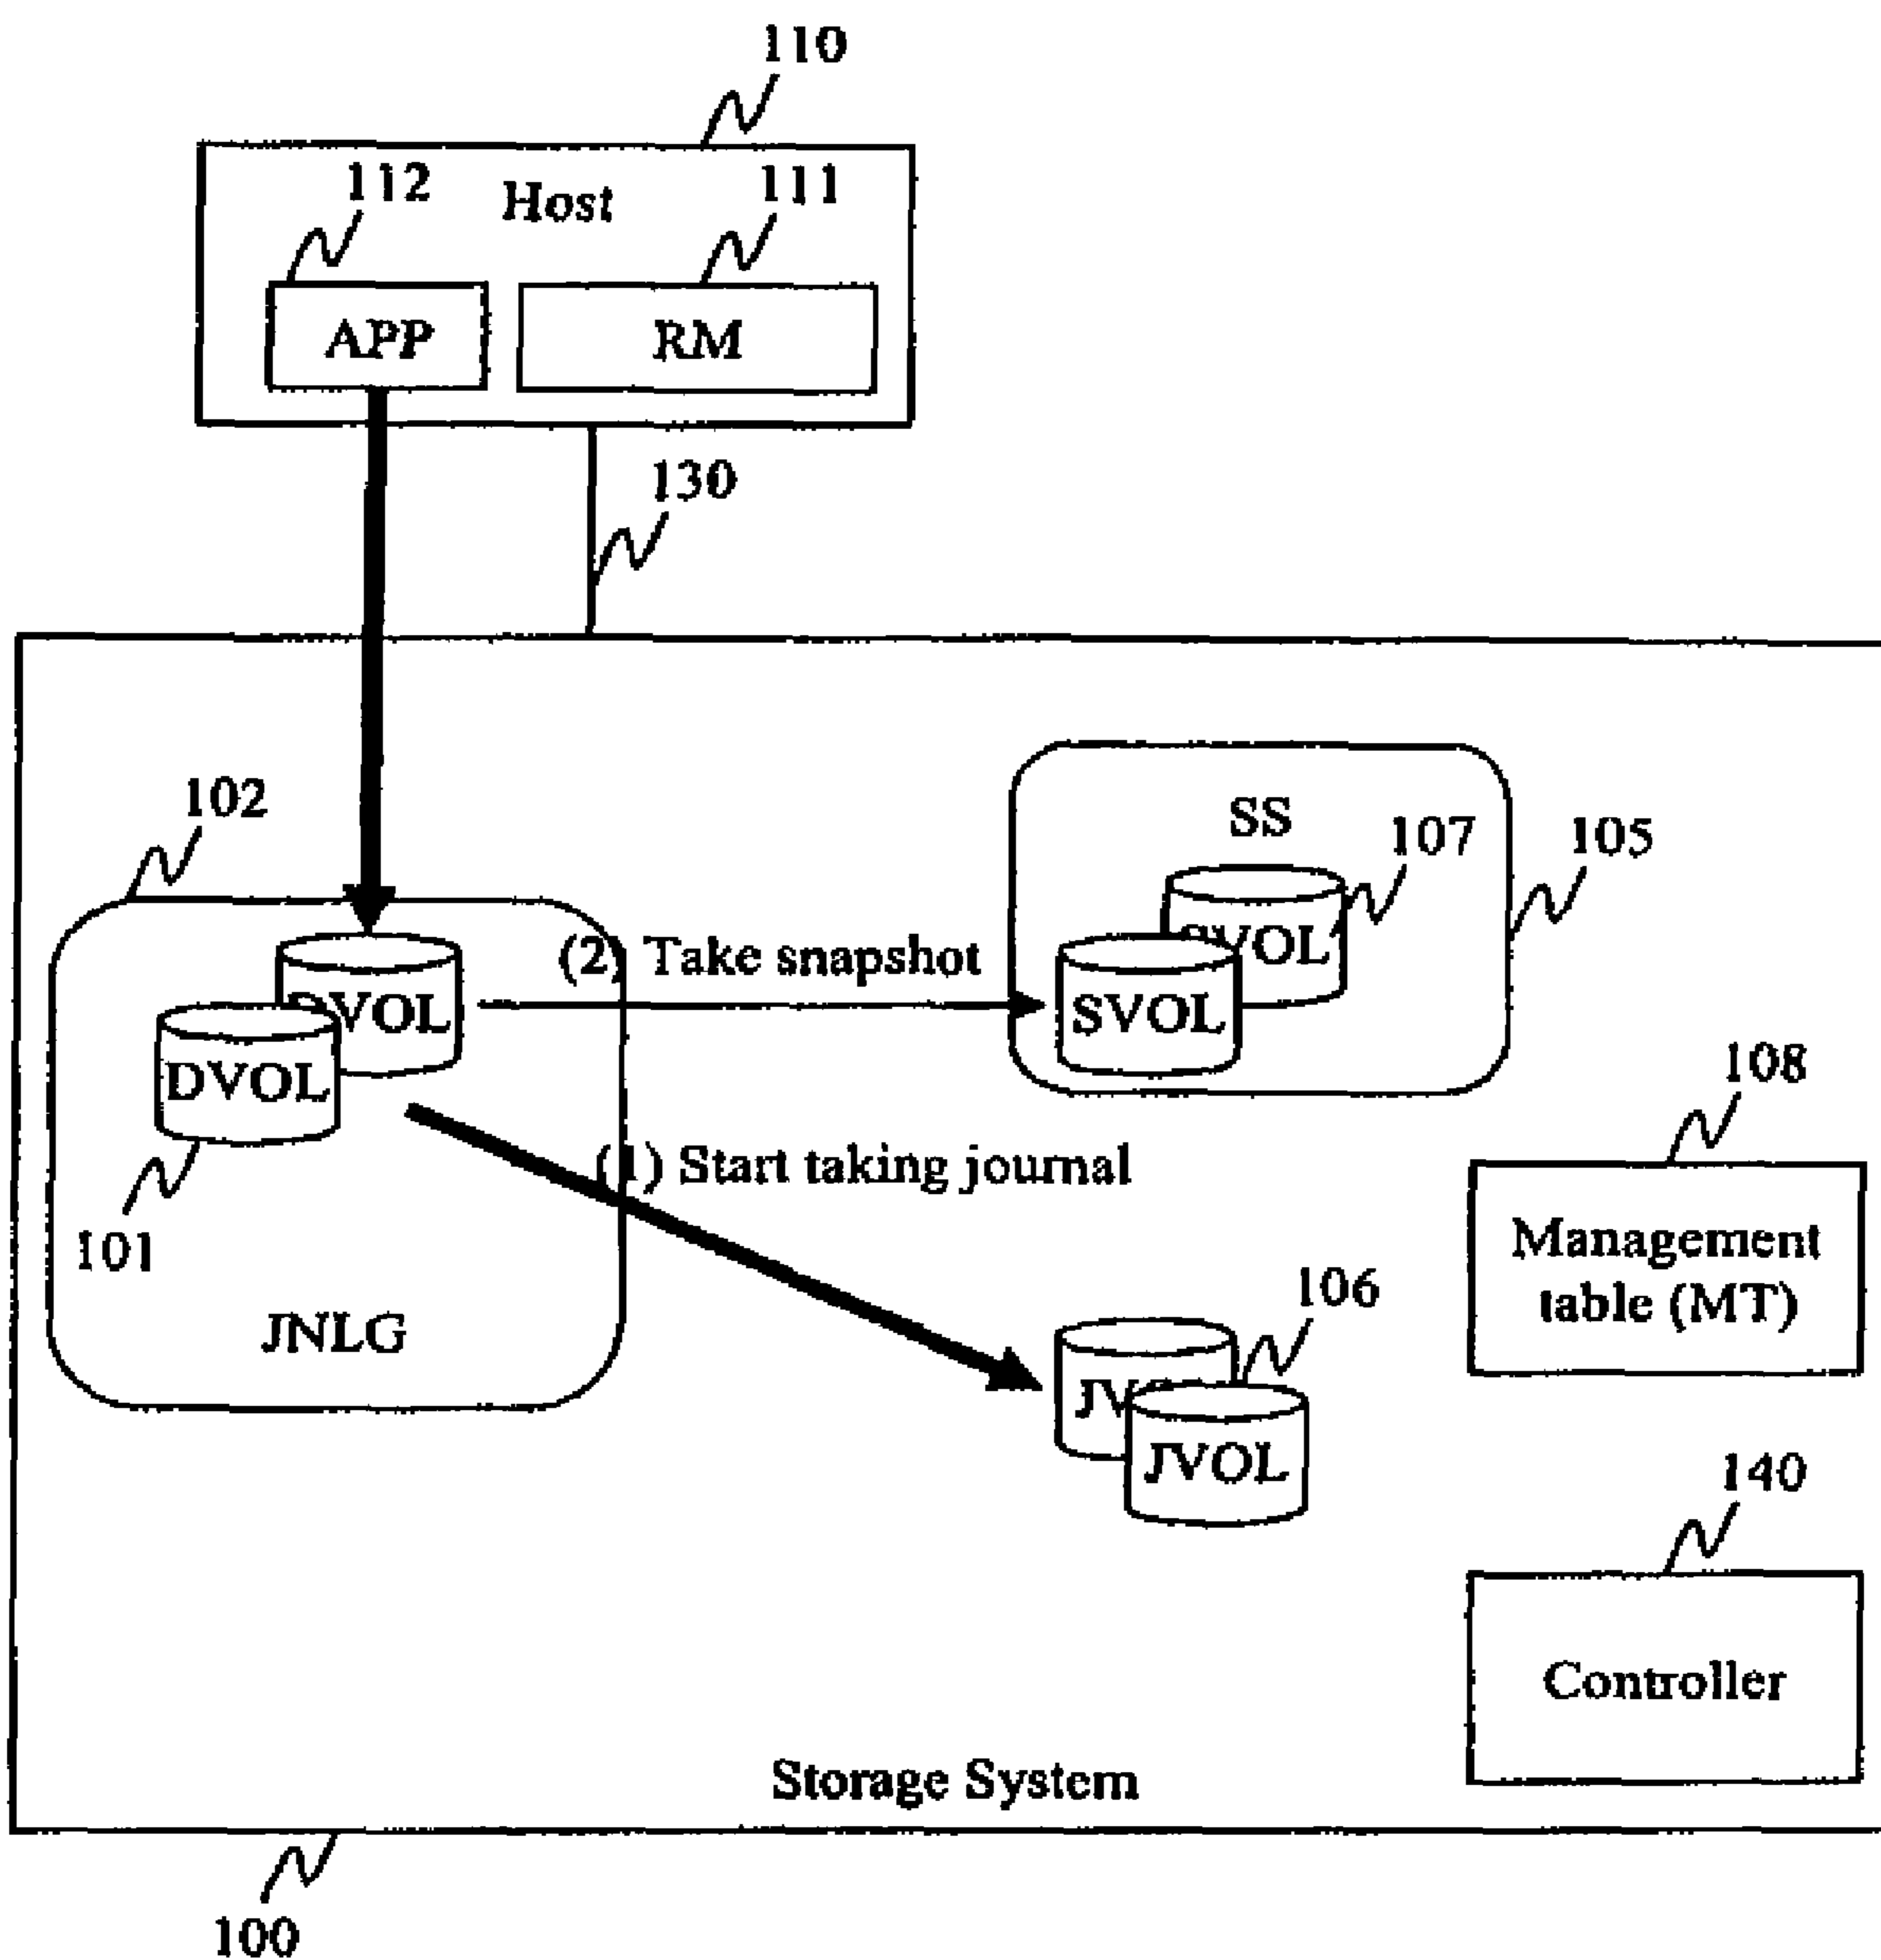 110
112
Host
111
APP
RM
130
102
SS
107
105
SVOL
(2) Take snapshot
DVOL
SVOL
DVOL
108
(1) Start taking journal
101
Management
table (MT)
106
JNLG
JVOL
JVOL
140
Controller
Storage System
100